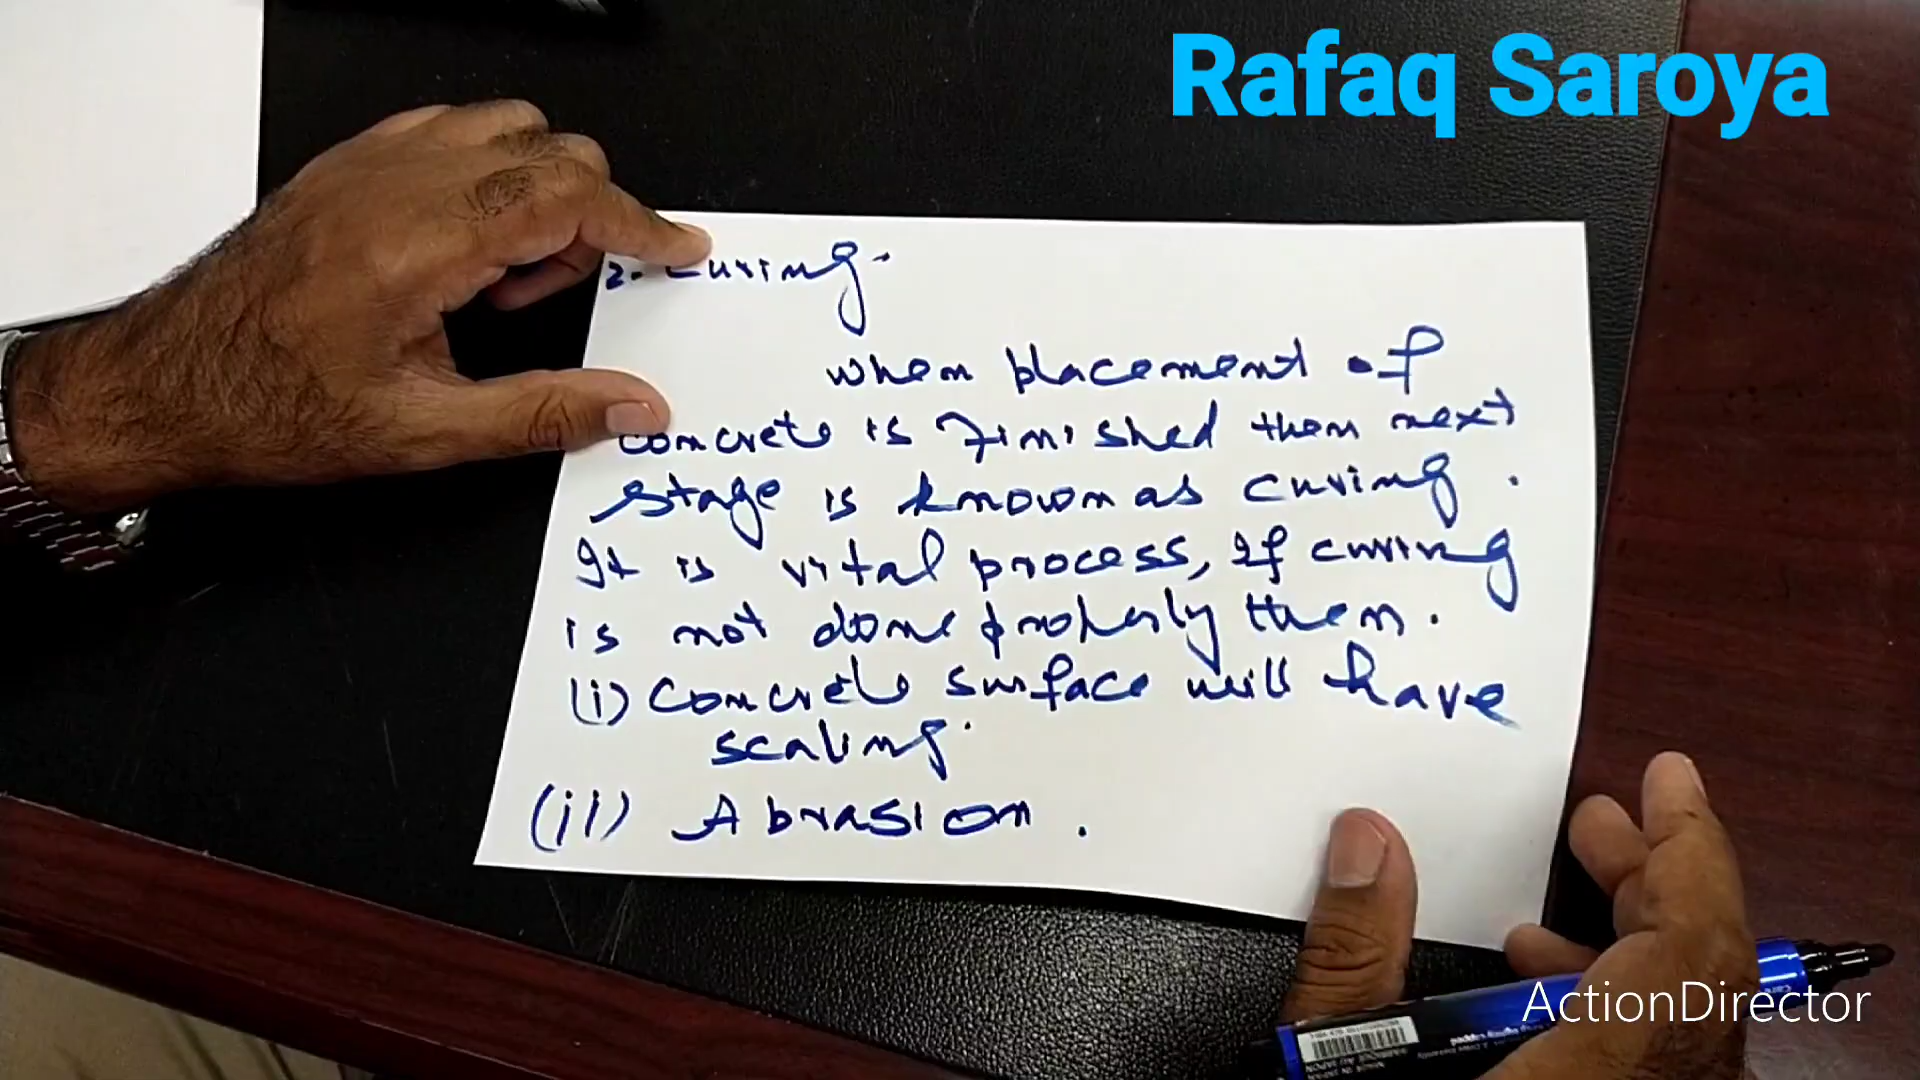 Rafaq Saroya
2. Curing.
When placement of
concrete is finished then next
stage is known as curing.
It is vital process, If curing
is not done properly then.
(i) Concrete surface will have
scaling.
(ii) Abrasion.
ActionDirector